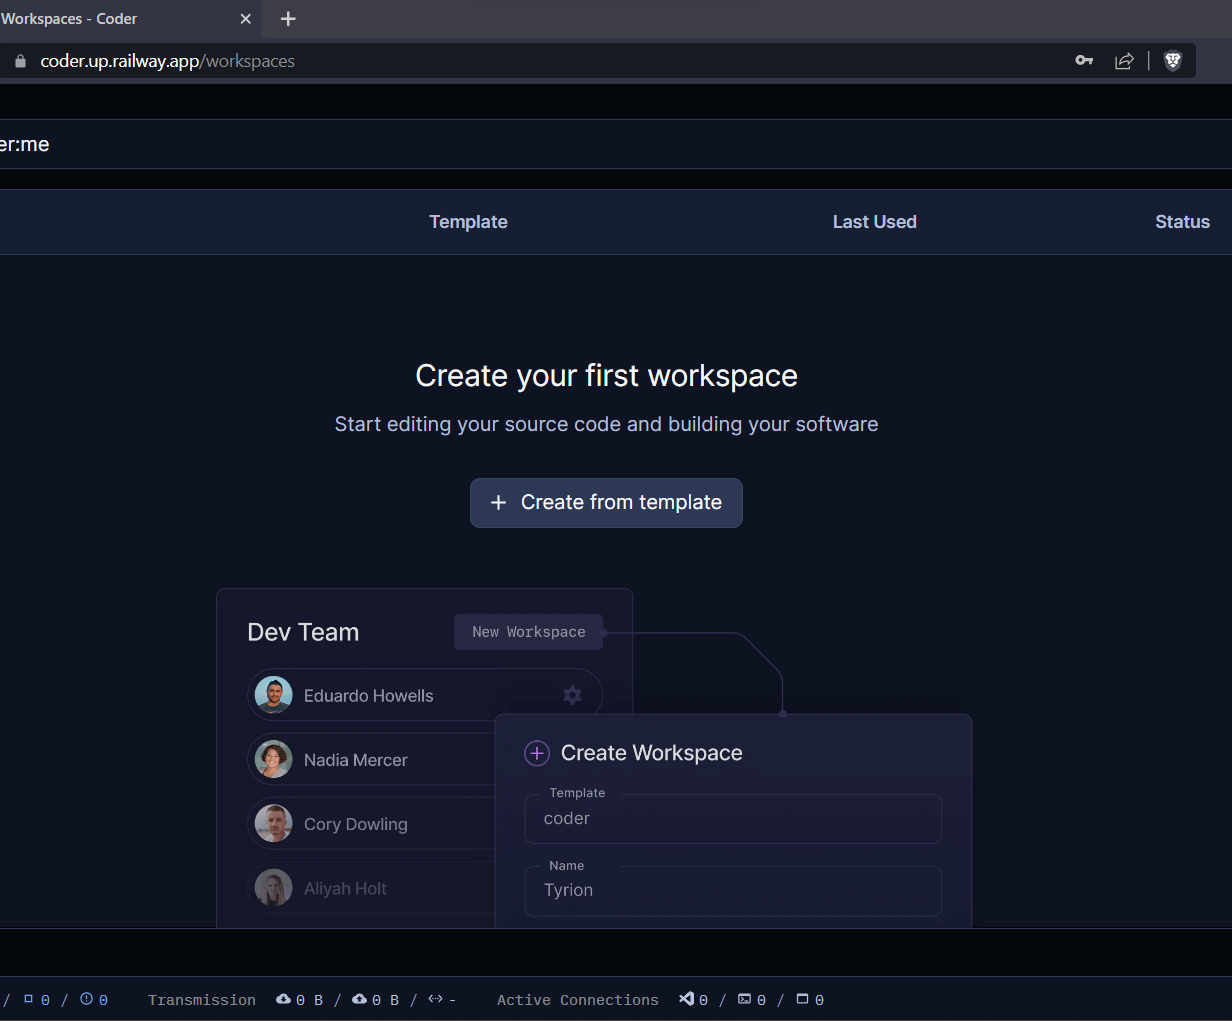 Workspaces - Coder
coder.up.railway.app/workspaces
er:me
Template Last Used Status
Create your first workspace
Start editing your source code and building your software
+ Create from template
Dev Team New Workspace
Eduardo Howells
Nadia Mercer
Cory Dowling
Aliyah Holt
Create Workspace
Template
coder
Name
Tyrion
/ 0 / 0 Transmission 0 B / 0 B / - Active Connections 0 / 0 / 0